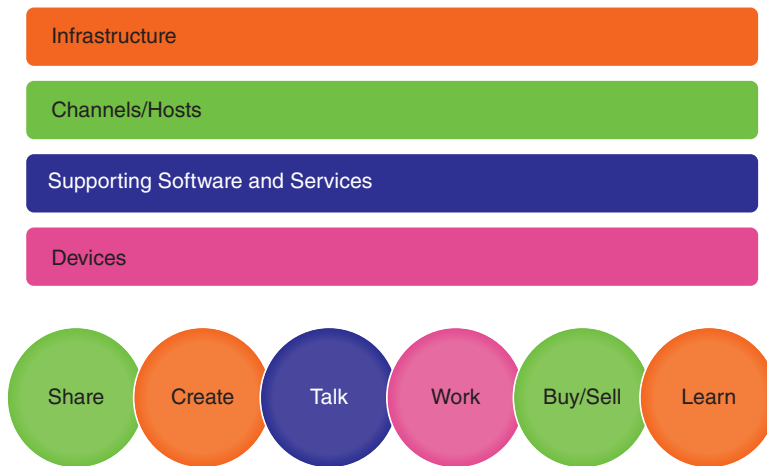 Infrastructure
Channels/Hosts
Supporting Software and Services
Devices
Share
Create
Talk
Work
Buy/Sell
Learn